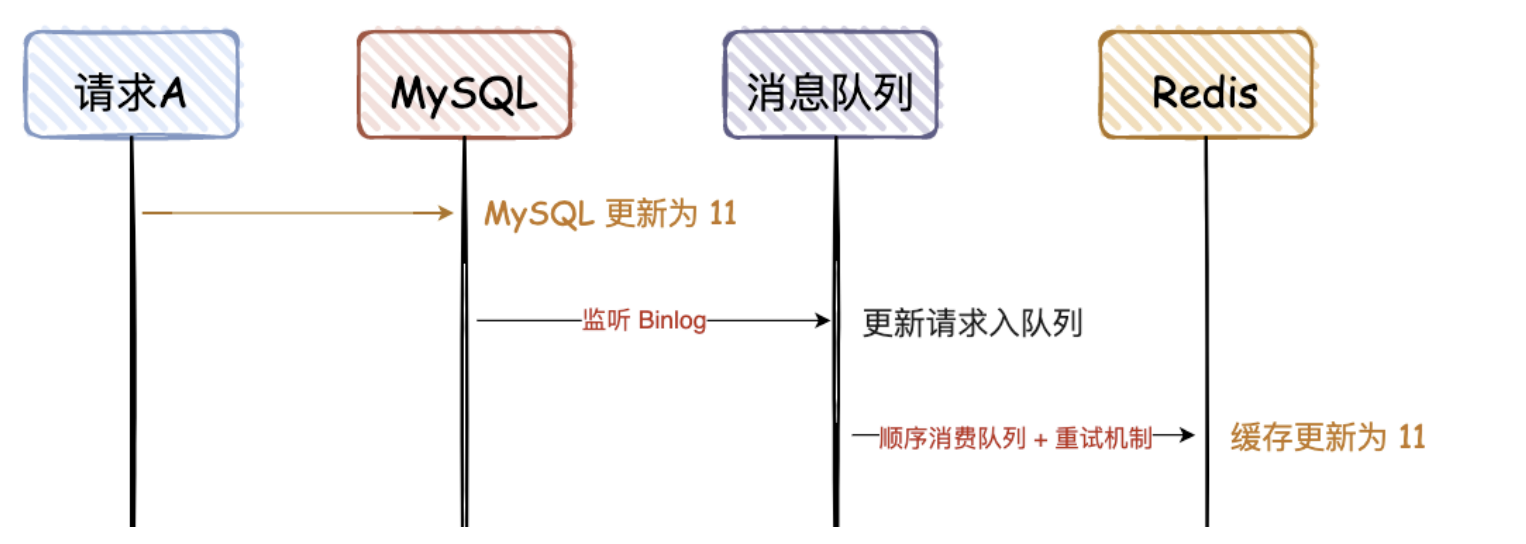 请求A
MySQL
消息队列
Redis
MySQL 更新为 11
监听 Binlog
更新请求入队列
顺序消费队列 + 重试机制
缓存更新为 11